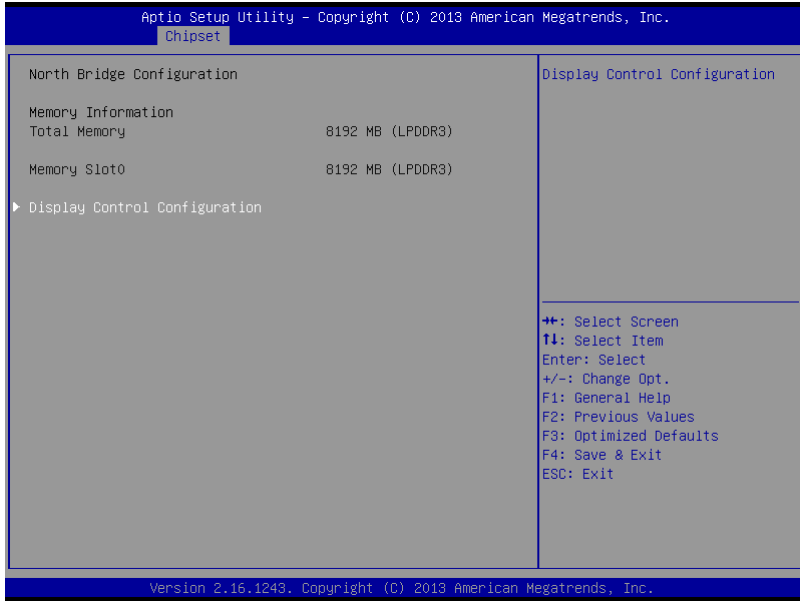 Aptio Setup Utility – Copyright (C) 2013 American Megatrends, Inc.
Chipset
North Bridge Configuration
Memory Information
Total Memory 8192 MB (LPDDR3)
Memory Slot0 8192 MB (LPDDR3)
Display Control Configuration
Display Control Configuration
→←: Select Screen
↑↓: Select Item
Enter: Select
+/-: Change Opt.
F1: General Help
F2: Previous Values
F3: Optimized Defaults
F4: Save & Exit
ESC: Exit
Version 2.16.1243. Copyright (C) 2013 American Megatrends, Inc.